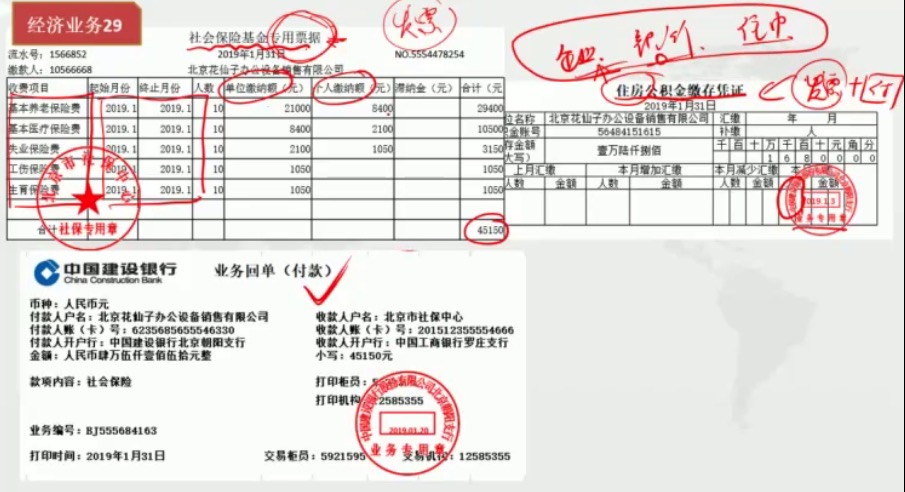 经济业务29
社会保险基金专用票据
流水号：1566852
2019年1月31日
NO.5554478254
缴款人：10566668
北京花仙子办公设备销售有限公司
收费项目 起始月份 终止月份 人数 单位缴纳额（元） 个人缴纳额（元） 滞纳金（元） 合计（元）
基本养老保险费 2019.1 2019.1 10 21000 8400 29400
基本医疗保险费 2019.1 2019.1 10 8400 2100 10500
失业保险费 2019.1 2019.1 10 2100 1050 3150
工伤保险费 2019.1 2019.1 10 1050 1050
生育保险费 2019.1 2019.1 10 1050 1050
合计 45150
北京市社保中心
社保专用章
发票
住房公积金缴存凭证
2019年1月31日
位名称 北京花仙子办公设备销售有限公司 汇缴 年 月
积金账号 56484151615 补缴 人
存金额 大写） 壹万陆仟捌佰 千 百 十 万 千 百 十 元 角 分
1 6 8 0 0 0 0
上月汇缴 本月增加汇缴 本月减少汇缴
人数 金额 人数 金额 人数 金额 金额
2019.1.3
业务专用章
中国建设银行
China Construction Bank
业务回单（付款）
币种：人民币元
付款人户名：北京花仙子办公设备销售有限公司
收款人户名：北京市社保中心
付款人账（卡）号：6235685655546330
收款人账（卡）号：201512355554666
付款人开户行：中国建设银行北京朝阳支行
收款人开户行：中国工商银行罗庄支行
金额：人民币肆万伍仟壹佰伍拾元整
小写：45150元
款项内容：社会保险
打印柜员：
打印机构：12585355
业务编号：BJ555684163
打印时间：2019年1月31日
交易柜员：5921595
交易机构：12585355
2019.01.20
业务专用章